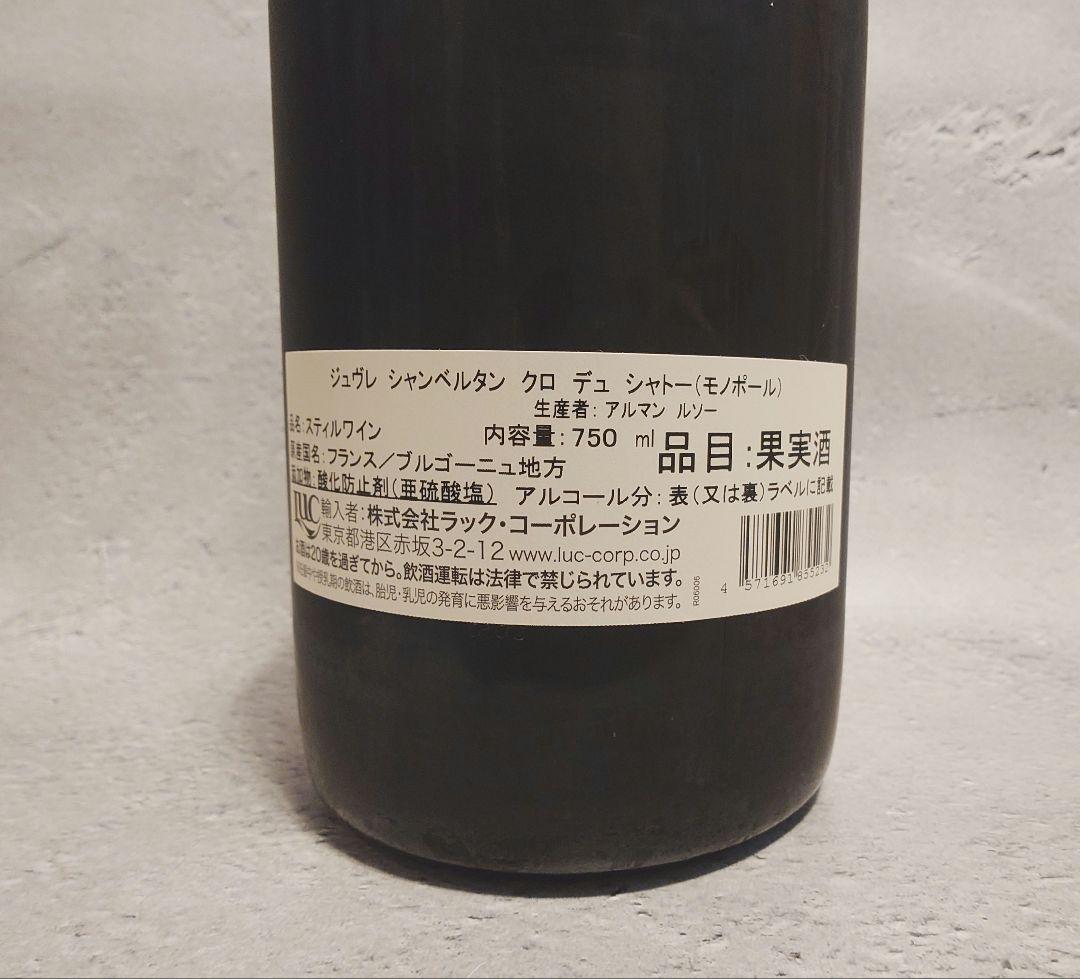 ジュヴレ シャンベルタン クロ デュ シャトー(モノポール)
生産者: アルマン ルソー
品名:スティルワイン 内容量:750 ml
品目:果実酒
原産国名:フランス/ブルゴーニュ地方
添加物:酸化防止剤(亜硫酸塩) アルコール分:表(又は裏)ラベルに記載
LUC 輸入者:株式会社ラック・コーポレーション
東京都港区赤坂3-2-12 www.luc-corp.co.jp
お酒は20歳を過ぎてから。飲酒運転は法律で禁じられています。
妊娠中や授乳期の飲酒は、胎児・乳児の発育に悪影響を与えるおそれがあります。
R06006
4 571691 855232